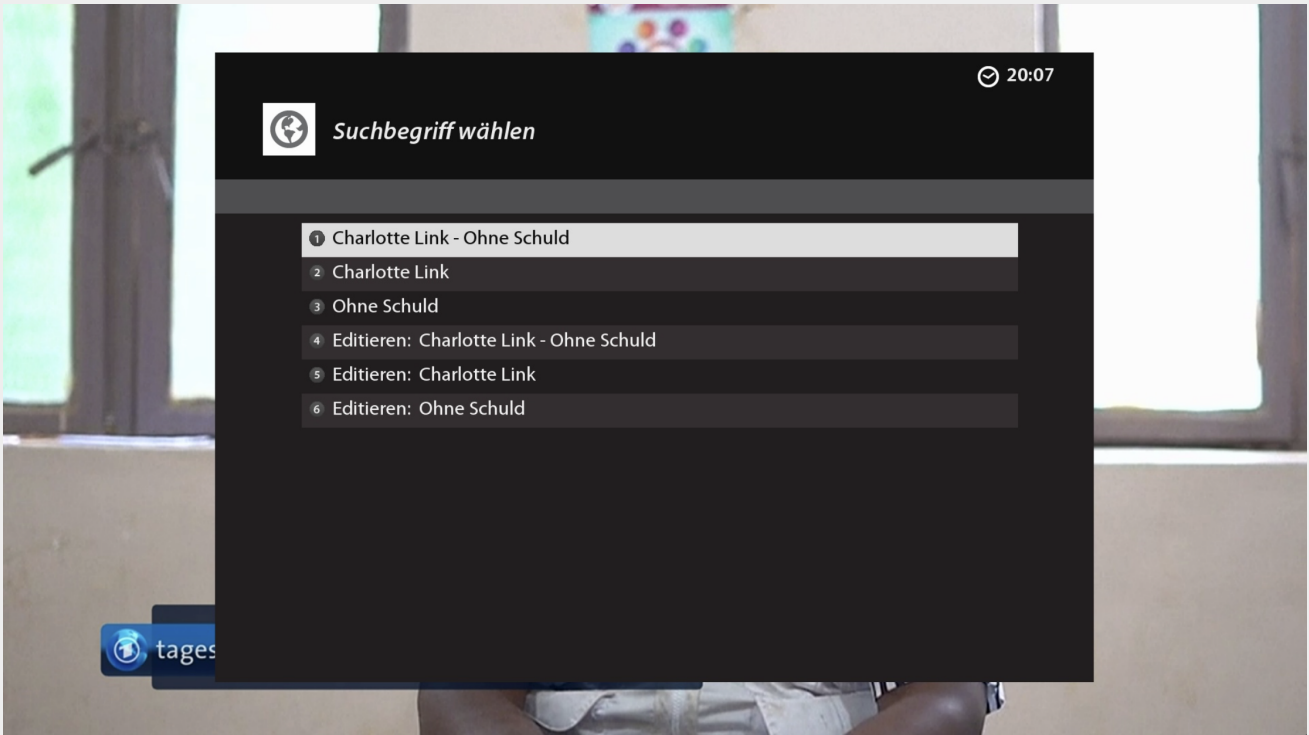 20:07
Suchbegriff wählen
1 Charlotte Link - Ohne Schuld
2 Charlotte Link
3 Ohne Schuld
4 Editieren: Charlotte Link - Ohne Schuld
5 Editieren: Charlotte Link
6 Editieren: Ohne Schuld
tages